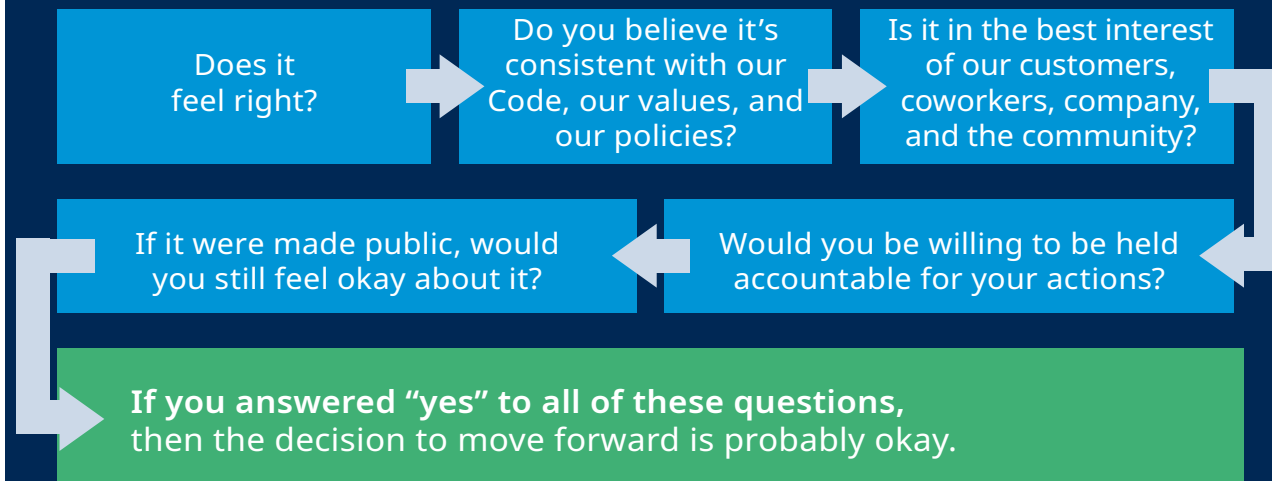 Does it
feel right?
Do you believe it’s
consistent with our
Code, our values, and
our policies?
Is it in the best interest
of our customers,
coworkers, company,
and the community?
Would you be willing to be held
accountable for your actions?
If it were made public, would
you still feel okay about it?
If you answered “yes” to all of these questions,
then the decision to move forward is probably okay.